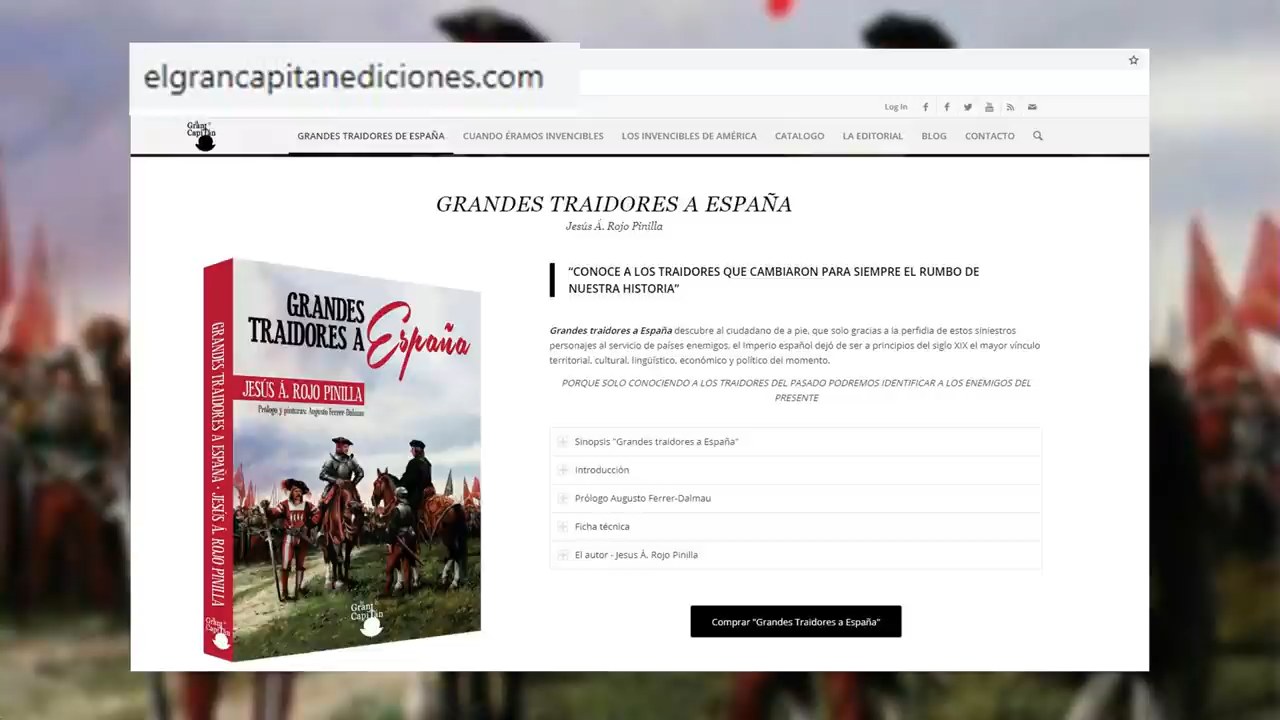 elgrancapitanediciones.com
Log In
El Gran Capitán
GRANDES TRAIDORES DE ESPAÑA CUANDO ÉRAMOS INVENCIBLES LOS INVENCIBLES DE AMÉRICA CATALOGO LA EDITORIAL BLOG CONTACTO
GRANDES TRAIDORES A ESPAÑA
Jesús Á. Rojo Pinilla
“CONOCE A LOS TRAIDORES QUE CAMBIARON PARA SIEMPRE EL RUMBO DE
NUESTRA HISTORIA”
Grandes traidores a España descubre al ciudadano de a pie, que solo gracias a la perfidia de estos siniestros
personajes al servicio de países enemigos, el Imperio español dejó de ser a principios del siglo XIX el mayor vínculo
territorial, cultural, lingüístico, económico y político del momento.
PORQUE SOLO CONOCIENDO A LOS TRAIDORES DEL PASADO PODREMOS IDENTIFICAR A LOS ENEMIGOS DEL
PRESENTE
Sinopsis "Grandes traidores a España"
Introducción
Prólogo Augusto Ferrer-Dalmau
Ficha técnica
El autor - Jesus Á. Rojo Pinilla
Comprar "Grandes Traidores a España"
GRANDES
TRAIDORES A España
JESÚS Á. ROJO PINILLA
Prólogo y pinturas: Augusto Ferrer-Dalmau
El Gran Capitán
GRANDES TRAIDORES A ESPAÑA · JESÚS Á. ROJO PINILLA
El Gran Capitán